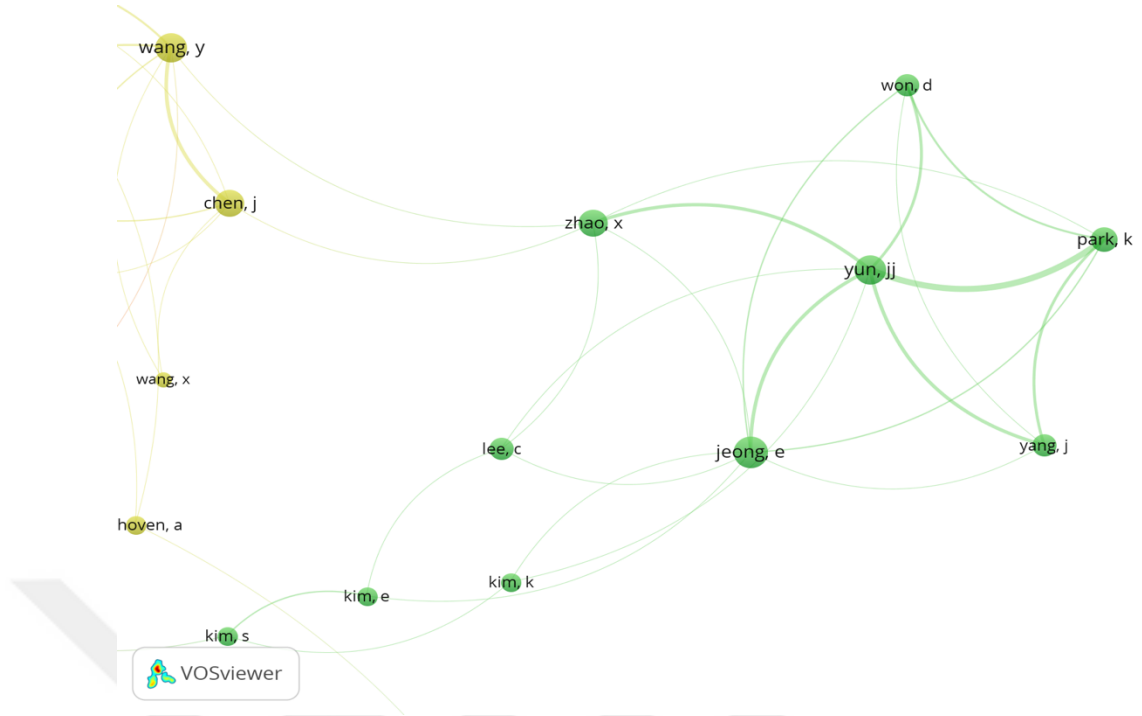 wang, y
won, d
chen, j
zhao, x
park, k
yun, jj
wang, x
lee, c
jeong, e
yang, j
hoven, a
kim, k
kim, e
kim, s
VOSviewer